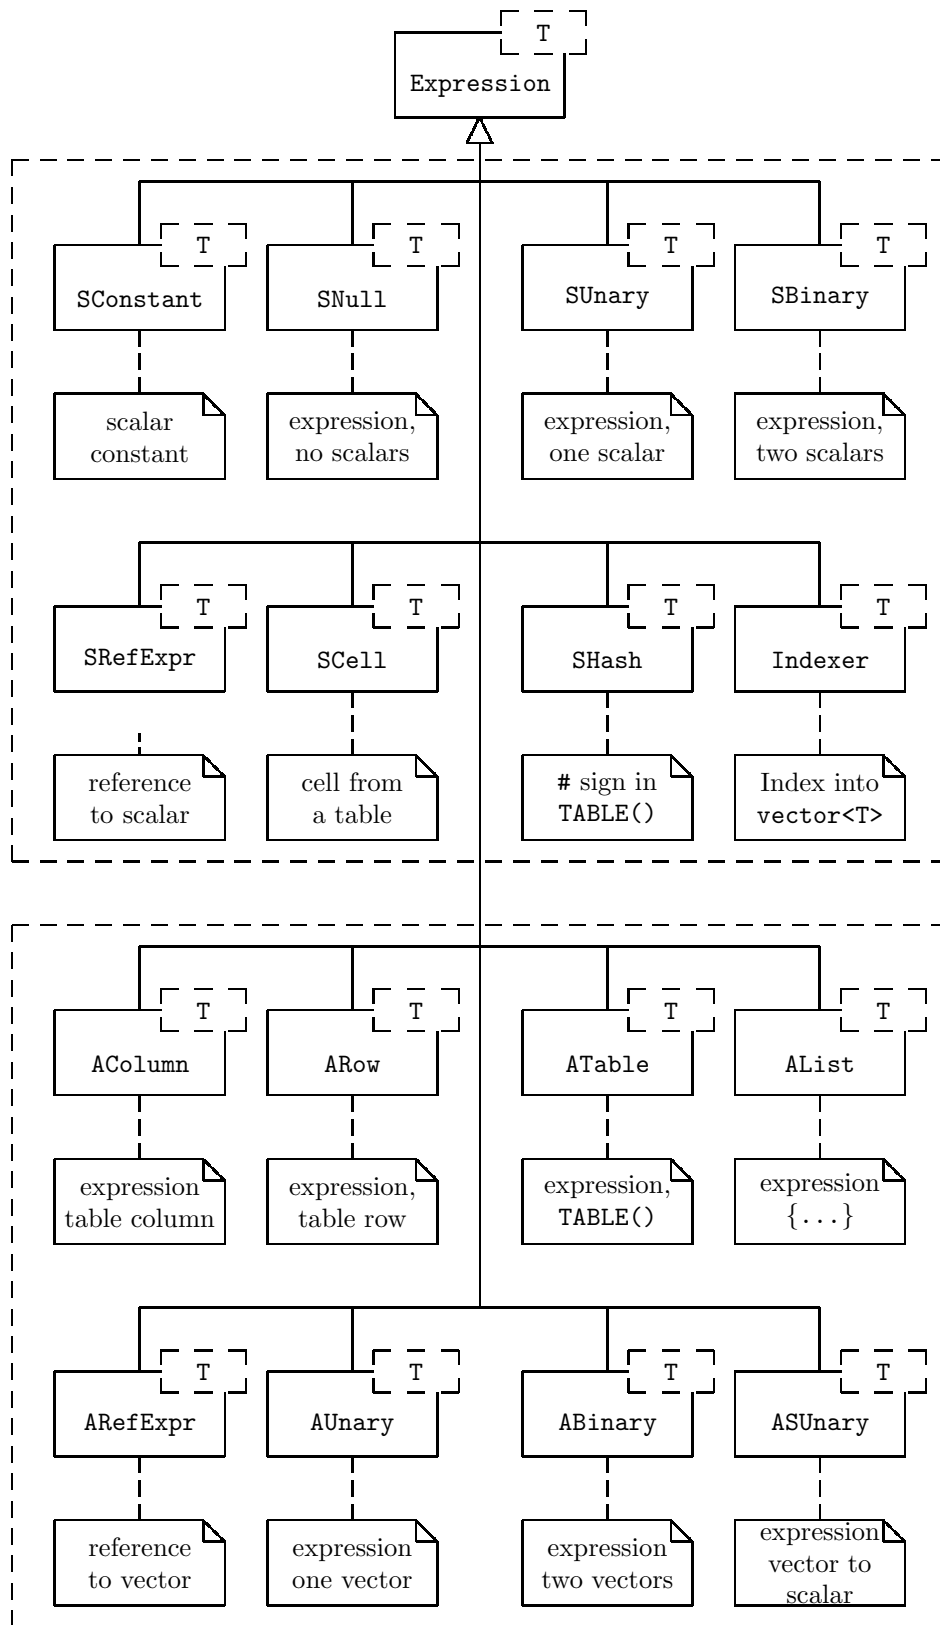 T
Expression
T
T
T
T
SConstant
SNull
SUnary
SBinary
scalar
constant
expression,
no scalars
expression,
one scalar
expression,
two scalars
T
T
T
T
SRefExpr
SCell
SHash
Indexer
reference
to scalar
cell from
a table
# sign in
TABLE()
Index into
vector<T>
T
T
T
T
AColumn
ARow
ATable
AList
expression
table column
expression,
table row
expression,
TABLE()
expression
{...}
T
T
T
T
ARefExpr
AUnary
ABinary
ASUnary
reference
to vector
expression
one vector
expression
two vectors
expression
vector to
scalar